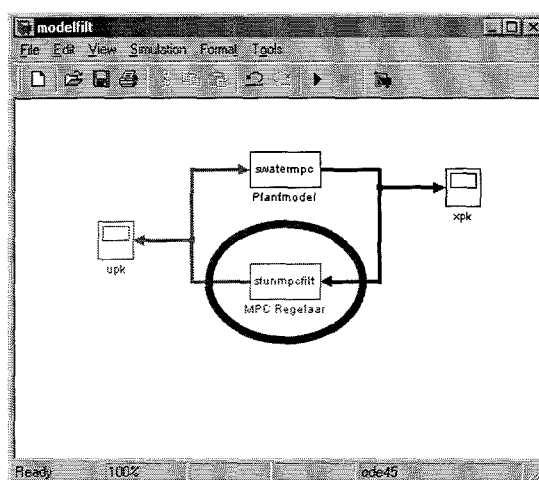 modelfilt
File Edit View Simulation Format Tools
swatermpc
Plantmodel
xpk
upk
sfunmpcfilt
MPC Regelaar
Ready 100% ode45